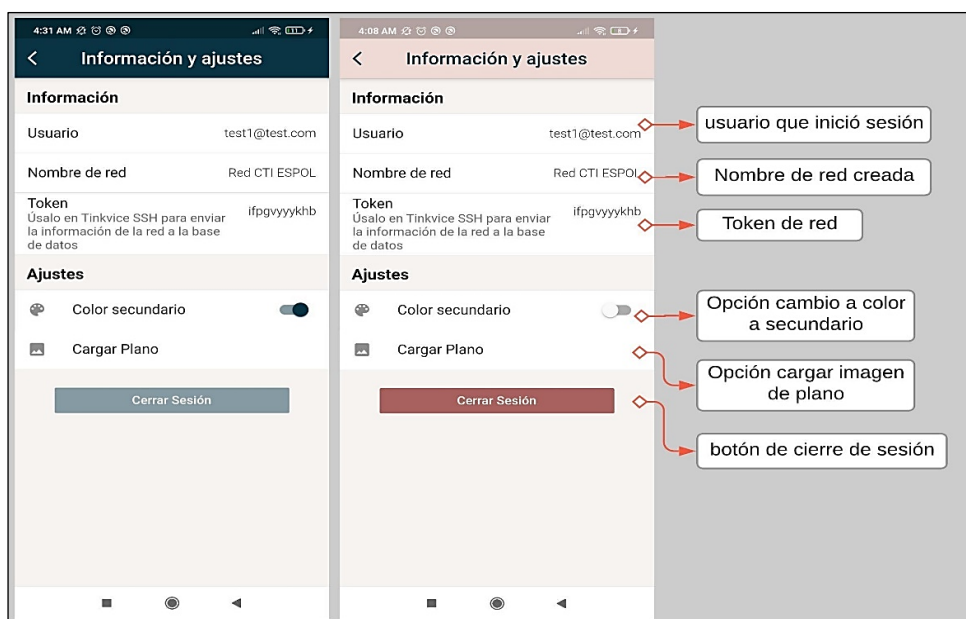 4:31 AM
Información y ajustes
Información
Usuario test1@test.com
Nombre de red Red CTI ESPOL
Token
Úsalo en Tinkvice SSH para enviar ifpgvyyykhb
la información de la red a la base
de datos
Ajustes
Color secundario
Cargar Plano
Cerrar Sesión
4:08 AM
Información y ajustes
Información
Usuario test1@test.com
Nombre de red Red CTI ESPOL
Token
Úsalo en Tinkvice SSH para enviar ifpgvyyykhb
la información de la red a la base
de datos
Ajustes
Color secundario
Cargar Plano
Cerrar Sesión
usuario que inició sesión
Nombre de red creada
Token de red
Opción cambio a color
a secundario
Opción cargar imagen
de plano
botón de cierre de sesión